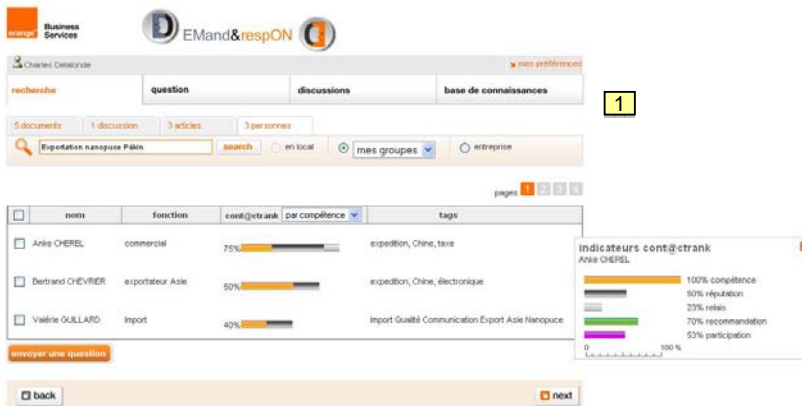 orange™
Business
Services
D EMand&respON
Charles Delalonde
mes préférences
recherche question discussions base de connaissances
1
5 documents 1 discussion 3 articles 3 personnes
Exportation nanopuce Pékin search en local mes groupes entreprise
pages 1 2 3 4
nom fonction cont@ctrank par compétence tags
Anke CHEREL commercial 75% expedition, Chine, taxe
Bertrand CHEVRIER exportateur Asie 50% expedition, Chine, électronique
Valérie GUILLARD Import 40% Import Gualité Communication Export Asie Nanopuce
indicateurs cont@ctrank
Anke CHEREL
100% compétence
50% réputation
23% relais
70% recommandation
53% participation
0 100 %
envoyer une question
back next